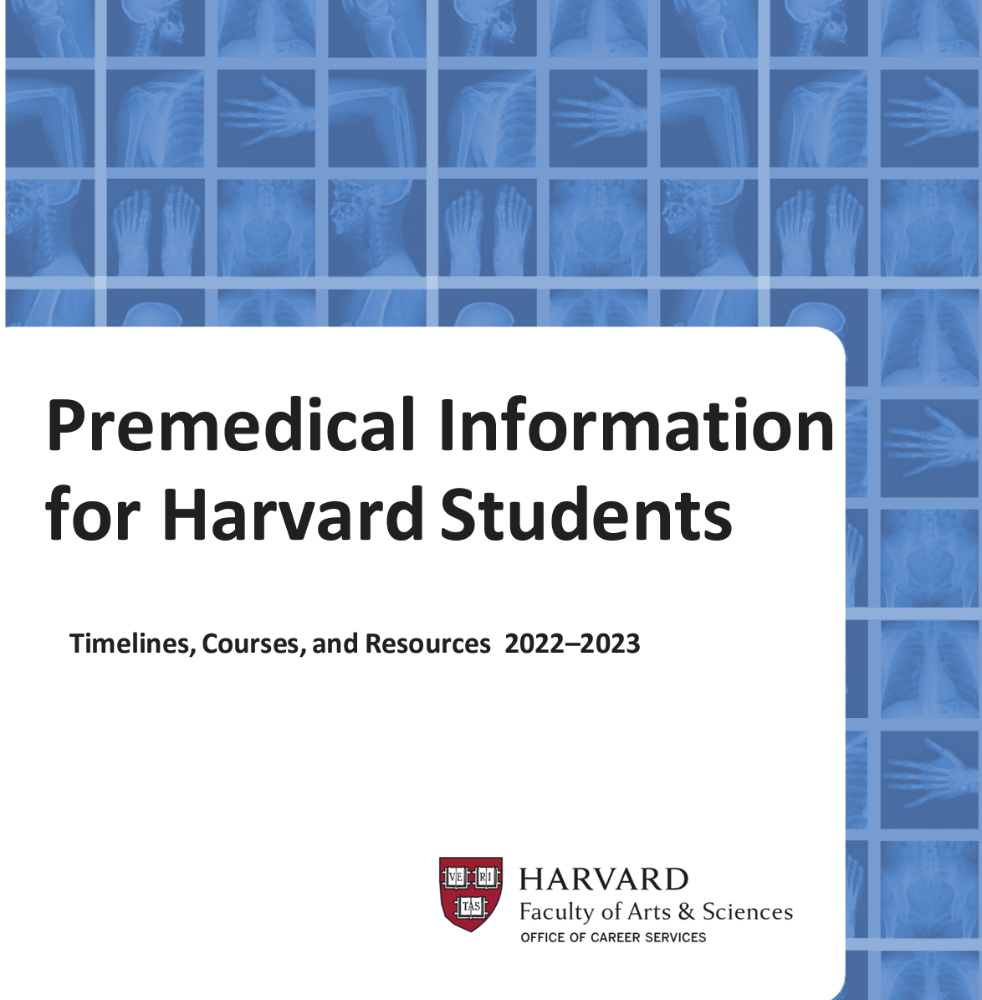 Premedical Information
for Harvard Students
Timelines, Courses, and Resources 2022–2023
VE RI
TAS
HARVARD
Faculty of Arts & Sciences
OFFICE OF CAREER SERVICES